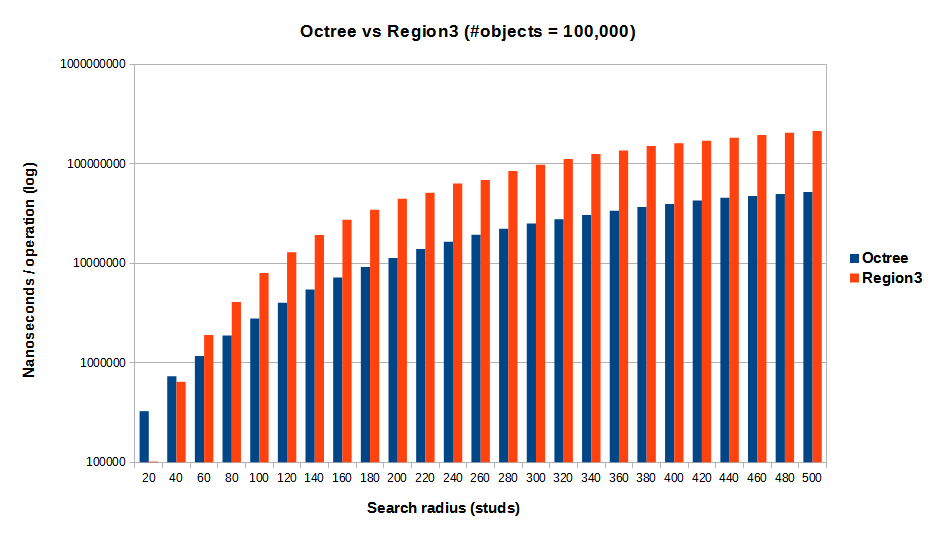 Octree vs Region3 (#objects = 100,000)
Nanoseconds / operation (log)
1000000000
100000000
10000000
1000000
100000
20 40 60 80 100 120 140 160 180 200 220 240 260 280 300 320 340 360 380 400 420 440 460 480 500
Search radius (studs)
Octree
Region3